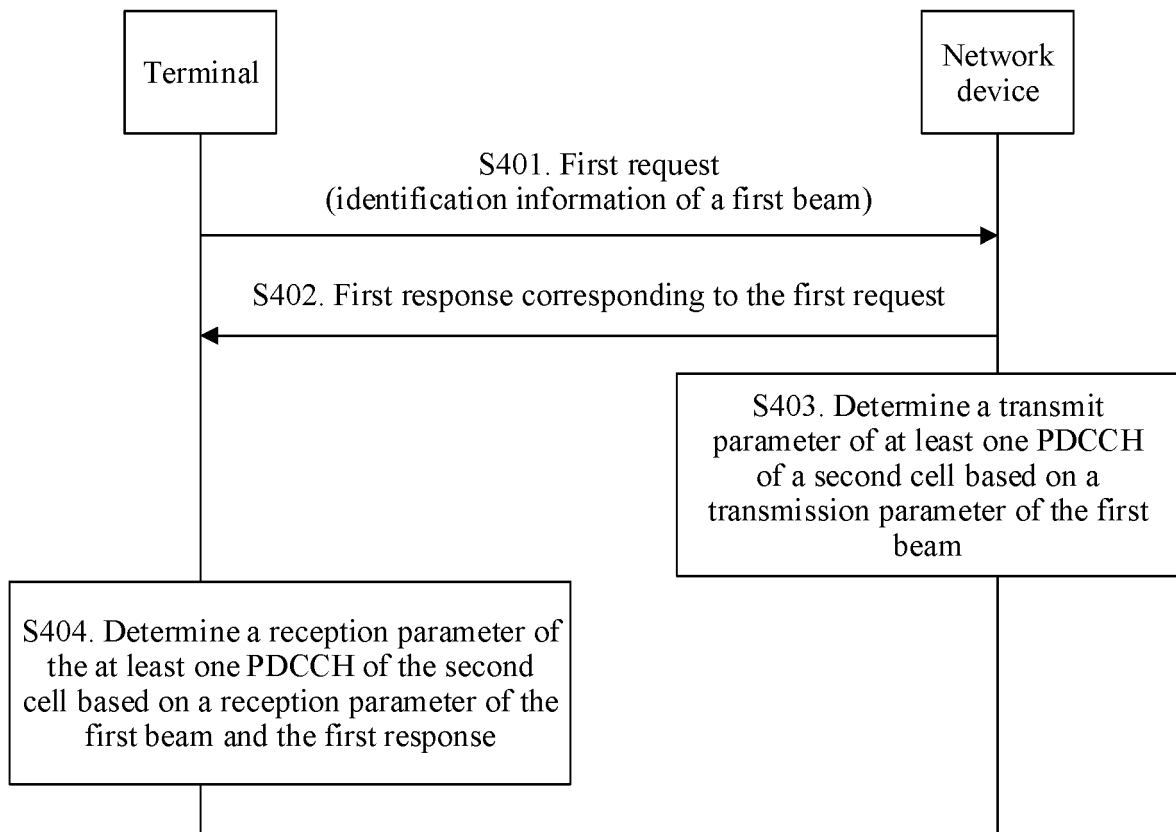 Terminal
Network
device
S401. First request
(identification information of a first beam)
S402. First response corresponding to the first request
S403. Determine a transmit
parameter of at least one PDCCH
of a second cell based on a
transmission parameter of the first
beam
S404. Determine a reception parameter of
the at least one PDCCH of the second
cell based on a reception parameter of the
first beam and the first response